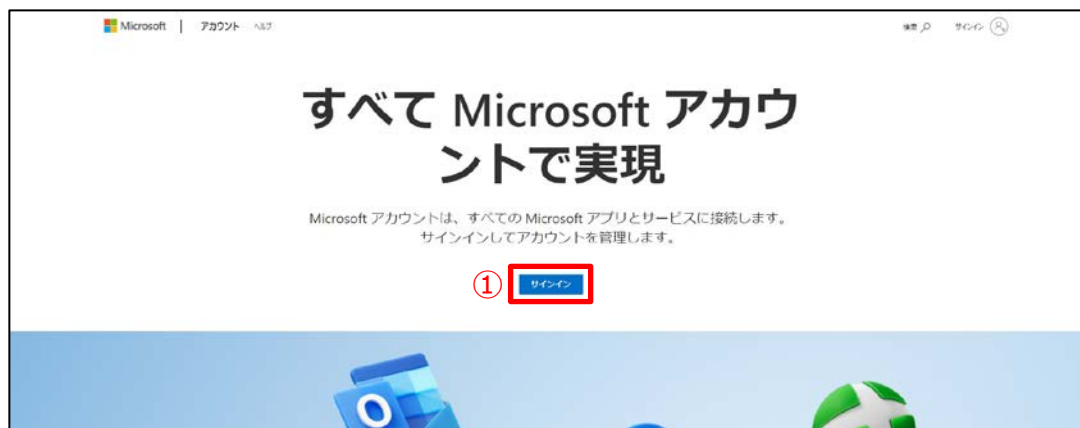 Microsoft | アカウント ヘルプ 検索 サインイン
すべて Microsoft アカウ
ントで実現
Microsoft アカウントは、すべての Microsoft アプリとサービスに接続します。
サインインしてアカウントを管理します。
① サインイン
O